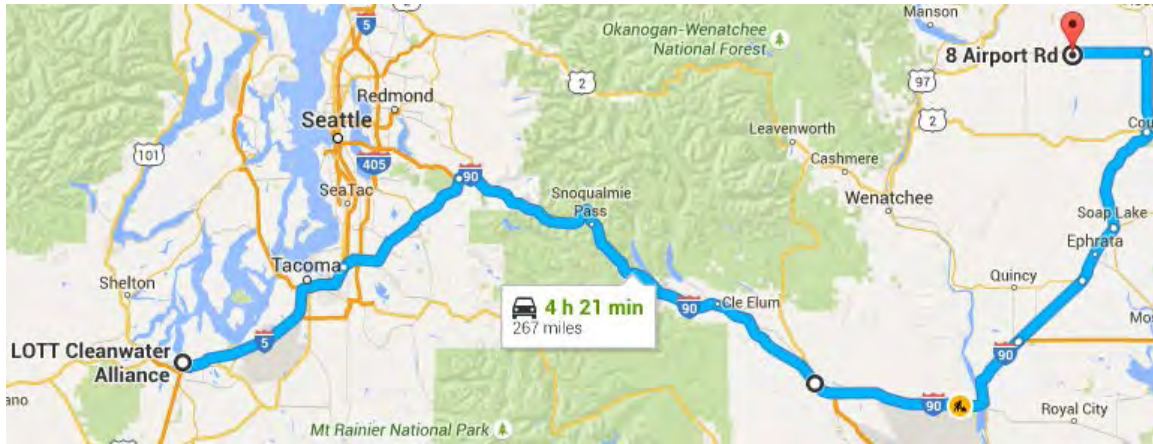 5
Okanogan-Wenatchee
National Forest
Manson
8 Airport Rd
2
97
Redmond
Seattle
101
405
90
Leavenworth
2
Cou
Cashmere
SeaTac
Snoqualmie
Pass
Wenatchee
Soap Lake
Ephrata
Tacoma
Shelton
Quincy
4 h 21 min
267 miles
90
Cle Elum
Mos
LOTT Cleanwater
Alliance
5
90
90
ano
Royal City
Mt Rainier National Park